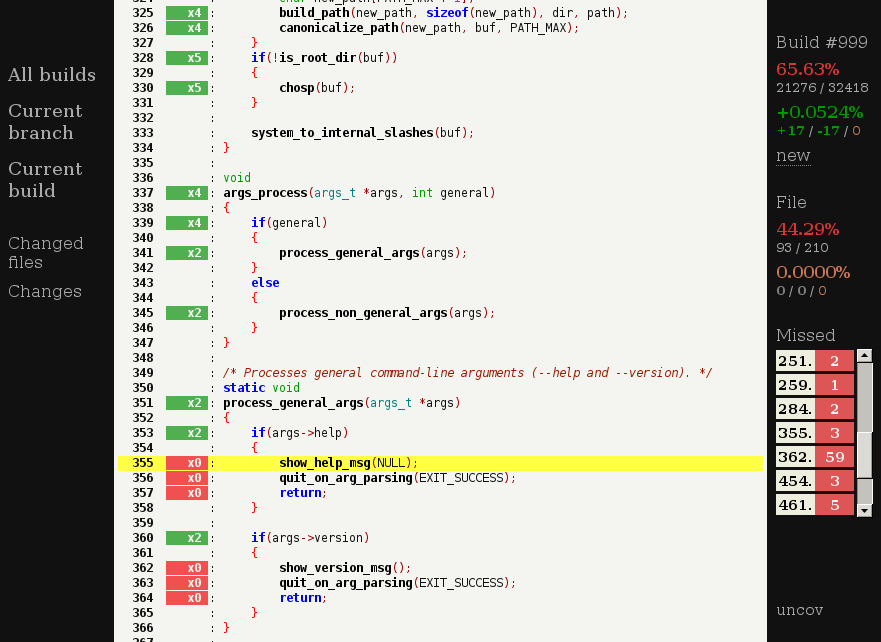 All builds
Current
branch
Current
build
Changed
files
Changes
325 x4 : build_path(new_path, sizeof(new_path), dir, path);
326 x4 : canonicalize_path(new_path, buf, PATH_MAX);
327 : }
328 x5 : if(!is_root_dir(buf))
329 : {
330 x5 : chosp(buf);
331 : }
332 :
333 : system_to_internal_slashes(buf);
334 : }
335 :
336 : void
337 x4 : args_process(args_t *args, int general)
338 : {
339 x4 : if(general)
340 : {
341 x2 : process_general_args(args);
342 : }
343 : else
344 : {
345 x2 : process_non_general_args(args);
346 : }
347 : }
348 :
349 : /* Processes general command-line arguments (--help and --version). */
350 : static void
351 x2 : process_general_args(args_t *args)
352 : {
353 x2 : if(args->help)
354 : {
355 x0 : show_help_msg(NULL);
356 x0 : quit_on_arg_parsing(EXIT_SUCCESS);
357 x0 : return;
358 : }
359 :
360 x2 : if(args->version)
361 : {
362 x0 : show_version_msg();
363 x0 : quit_on_arg_parsing(EXIT_SUCCESS);
364 x0 : return;
365 : }
366 : }
Build #999
65.63%
21276 / 32418
+0.0524%
+17 / -17 / 0
new
File
44.29%
93 / 210
0.0000%
0 / 0 / 0
Missed
251. 2
259. 1
284. 2
355. 3
362. 59
454. 3
461. 5
uncov